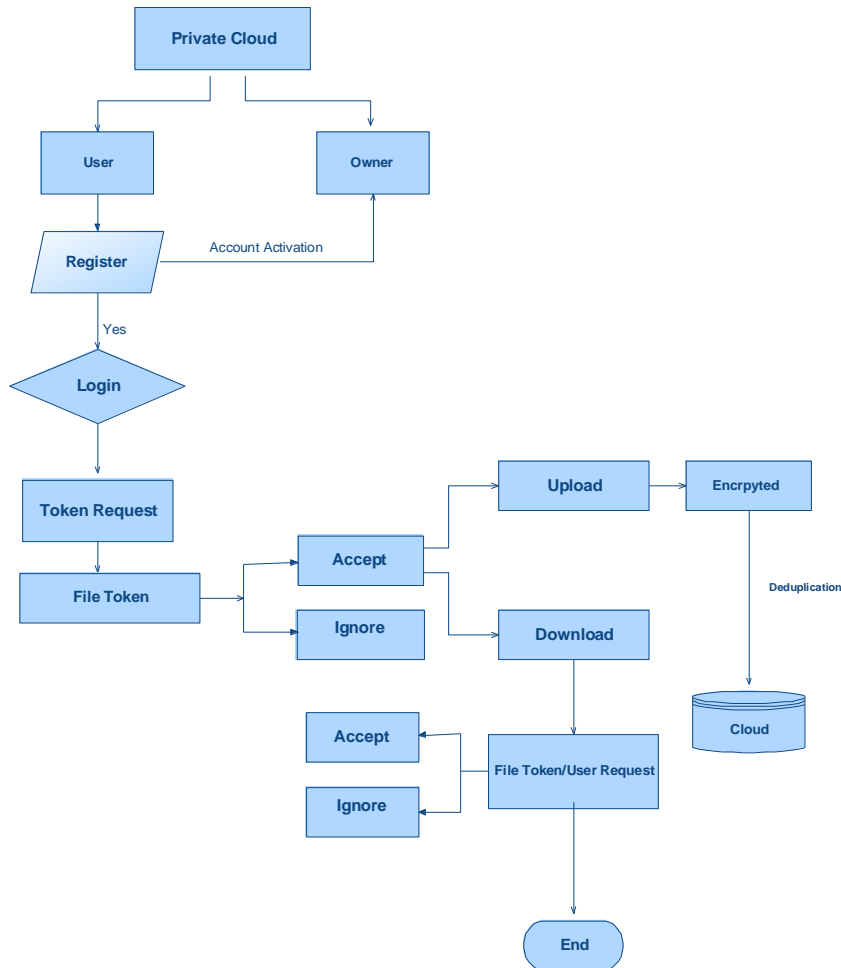 Private Cloud
User
Owner
Account Activation
Register
Yes
Login
Upload
Encrpyted
Token Request
Accept
Deduplication
File Token
Ignore
Download
Cloud
Accept
File Token/User Request
Ignore
End